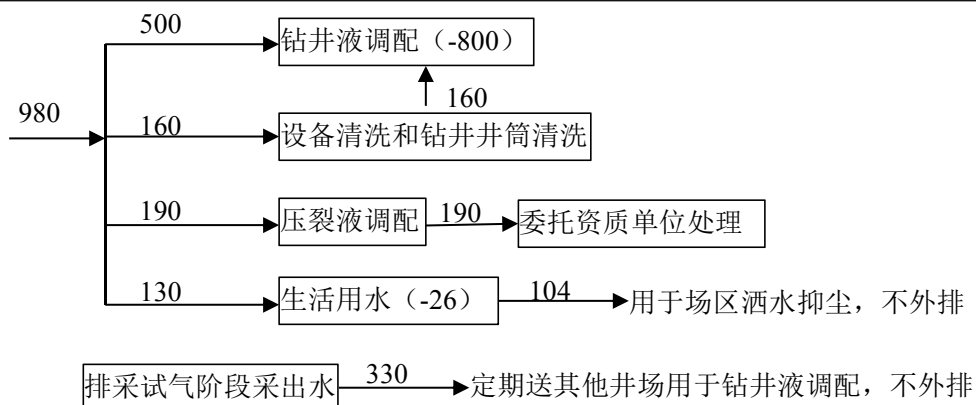 500
钻井液调配（-800）
160
980
160
设备清洗和钻井井筒清洗
190
压裂液调配
190
委托资质单位处理
130
生活用水（-26）
104
用于场区洒水抑尘，不外排
排采试气阶段采出水
330
定期送其他井场用于钻井液调配，不外排